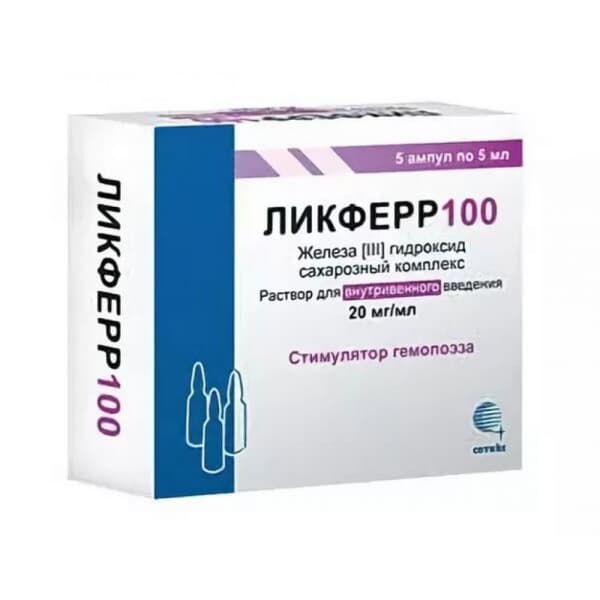 5 ампул по 5 мл
ЛИКФЕРР100
Железа [III] гидроксид
сахарозный комплекс
Раствор для внутривенного введения
20 мг/мл
Стимулятор гемопоэза
ЛИКФЕРР100